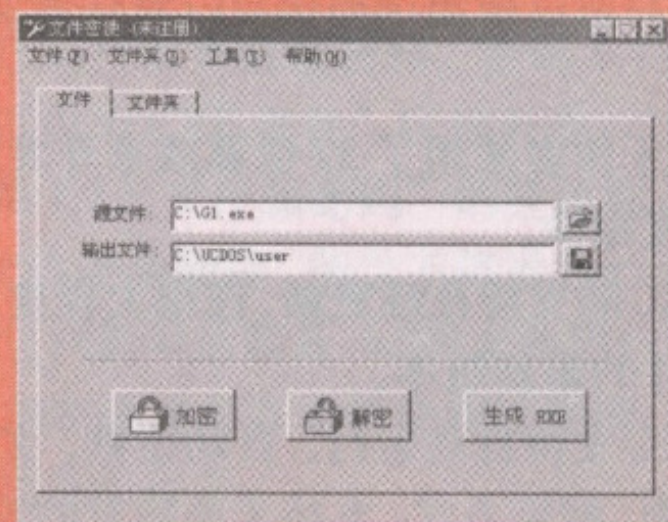 文件密使 (未注册)
文件(F) 文件夹(D) 工具(T) 帮助(H)
文件 文件夹
源文件: C:\G1.exe
输出文件: C:\UCDOS\user
加密 解密 生成 EXE